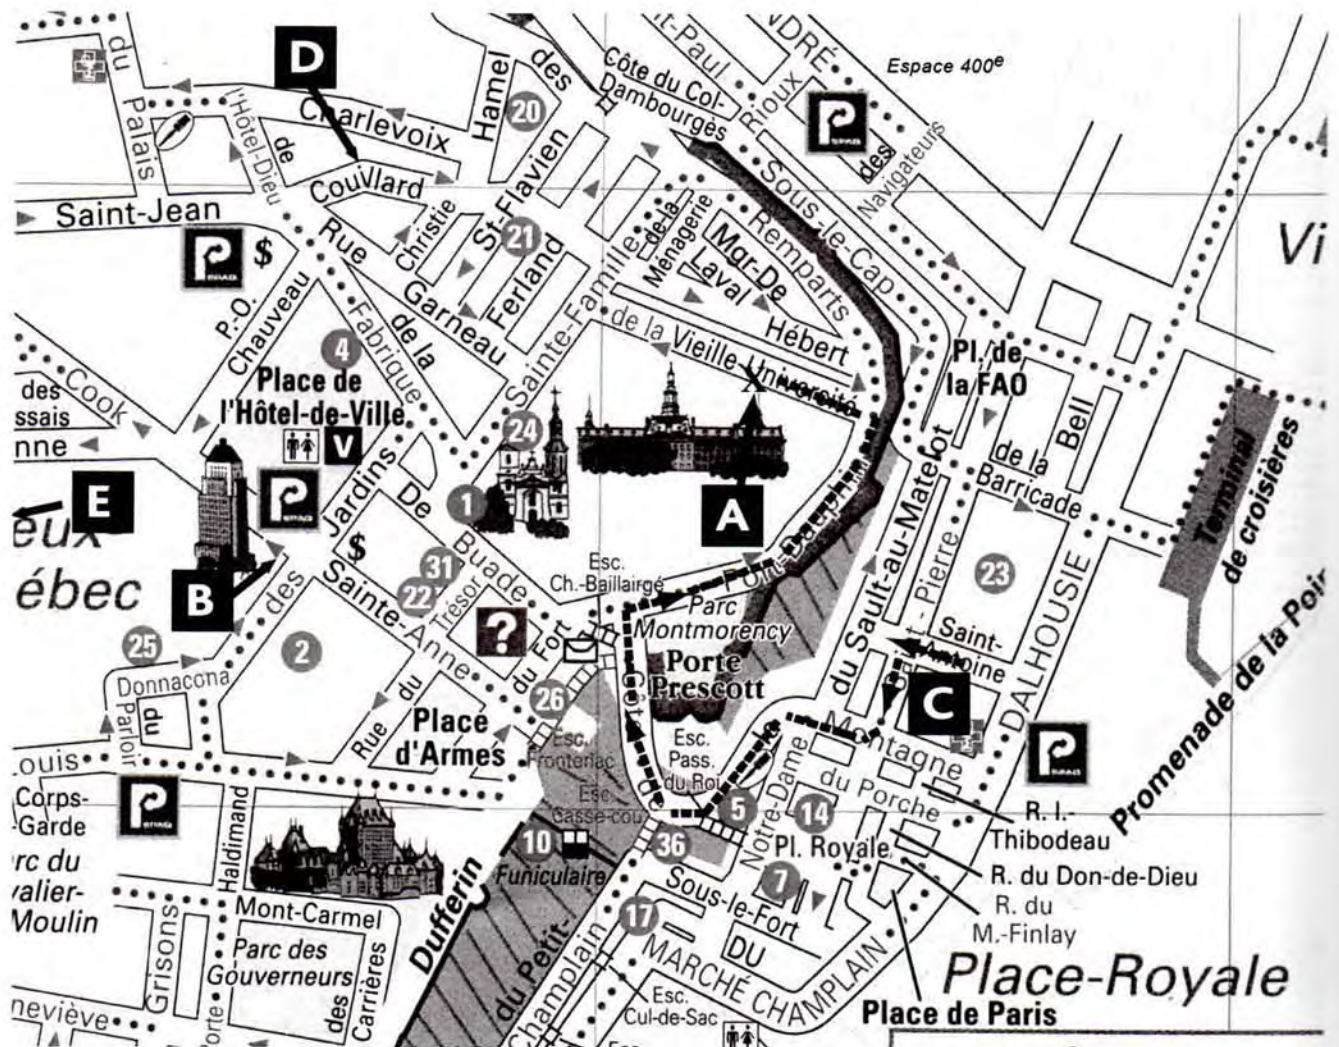 du
Palais
l'Hôtel-Dieu
de
D
Charlevoix
Hamel
des
20
Côte du Col-
Dambourgès
St-Paul
Rioux
Espace 400e
des
Navigateurs
Couillard
Saint-Jean
Christie
St-Flavien
21
Ferland
Sainte-Famille
de la
Ménagerie
Mgr-De
Laval
Remparts
Sous-le-Cap
Hébert
de la Vieille Université
Rue
Garneau
de la
Fabrique
$
P.-O.
Chauveau
4
Place de
l'Hôtel-de-Ville
V
Cook
des
ssais
nne
E
eux
ébec
B
Jardins
des
De
Buade
$
Sainte-Anne
1
24
X
A
Port-Dauphin
31
22
Trésor
?
du Fort
26
Esc.
Ch.-Baillairgé
Parc
Montmorency
Porte
Prescott
Pl. de
la FAO
Bell
de la
Barricade
Vi
Terminal
de croisières
Promenade de la Poin
du Sault-au-Matelot
St-Pierre
23
Saint-
Antoine
C
DALHOUSIE
25
Donnacona
du
Parloir
2
Rue
du
Place
d'Armes
Esc.
Frontenac
Esc.
Casse-cou
Esc.
Pass.
du Roi
5
36
Notre-Dame
14
Montagne
du Porche
Pl. Royale
7
R. I.-
Thibodeau
R. du Don-de-Dieu
R. du
M.-Finlay
Louis
Corps-
-Garde
rc du
valier-
Moulin
Haldimand
Mont-Carmel
Grisons
Parc des
Gouverneurs
des
Carrières
neviève
Porte
10
Funiculaire
Dufferin
du Petit-
Champlain
17
Sous-le-Fort
DU
MARCHÉ CHAMPLAIN
Esc.
Cul-de-Sac
Place-Royale
Place de Paris